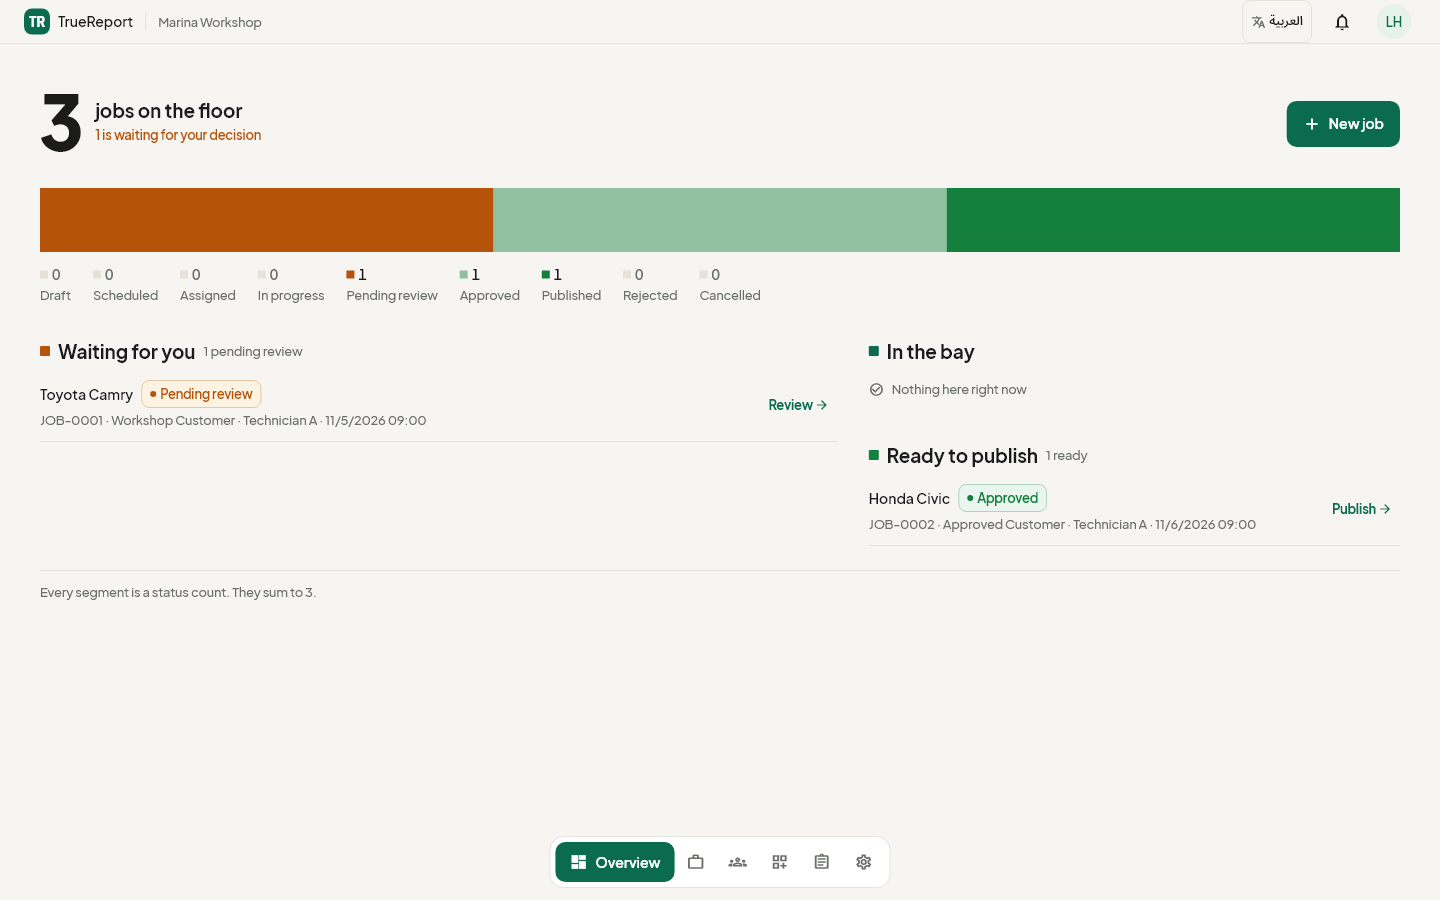 TR TrueReport Marina Workshop العربية LH
3 jobs on the floor
1 is waiting for your decision
+ New job
0 0 0 0 1 1 1 0 0
Draft Scheduled Assigned In progress Pending review Approved Published Rejected Cancelled
Waiting for you 1 pending review
Toyota Camry Pending review
JOB-0001 · Workshop Customer · Technician A · 11/5/2026 09:00
Review →
In the bay
Nothing here right now
Ready to publish 1 ready
Honda Civic Approved
JOB-0002 · Approved Customer · Technician A · 11/6/2026 09:00
Publish →
Every segment is a status count. They sum to 3.
Overview